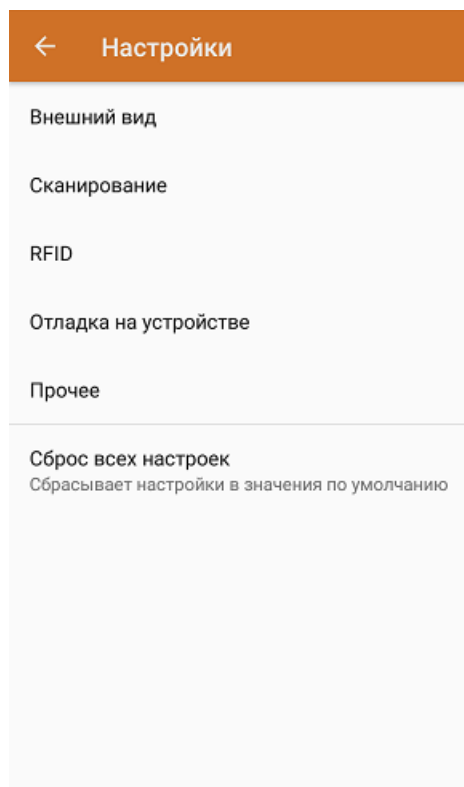 Настройки
Внешний вид
Сканирование
RFID
Отладка на устройстве
Прочее
Сброс всех настроек
Сбрасывает настройки в значения по умолчанию